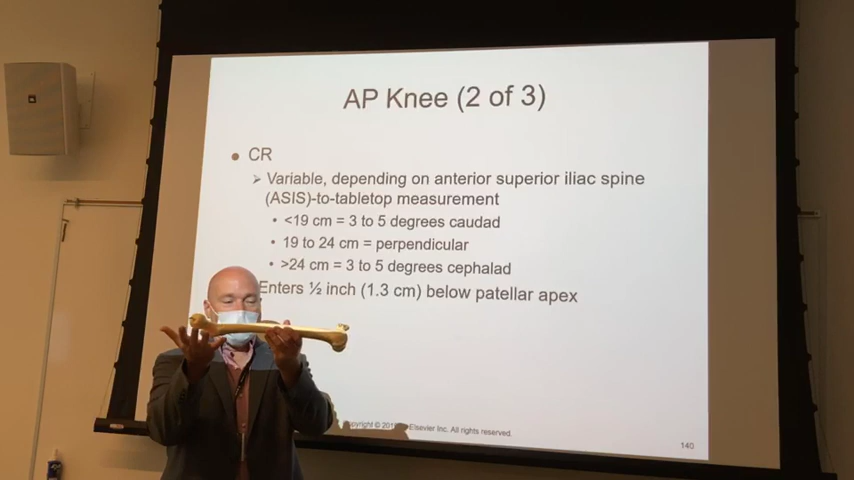 AP Knee (2 of 3)
CR
Variable, depending on anterior superior iliac spine
(ASIS)-to-tabletop measurement
<19 cm = 3 to 5 degrees caudad
19 to 24 cm = perpendicular
>24 cm = 3 to 5 degrees cephalad
Enters ½ inch (1.3 cm) below patellar apex
Elsevier Inc. All rights reserved.
140